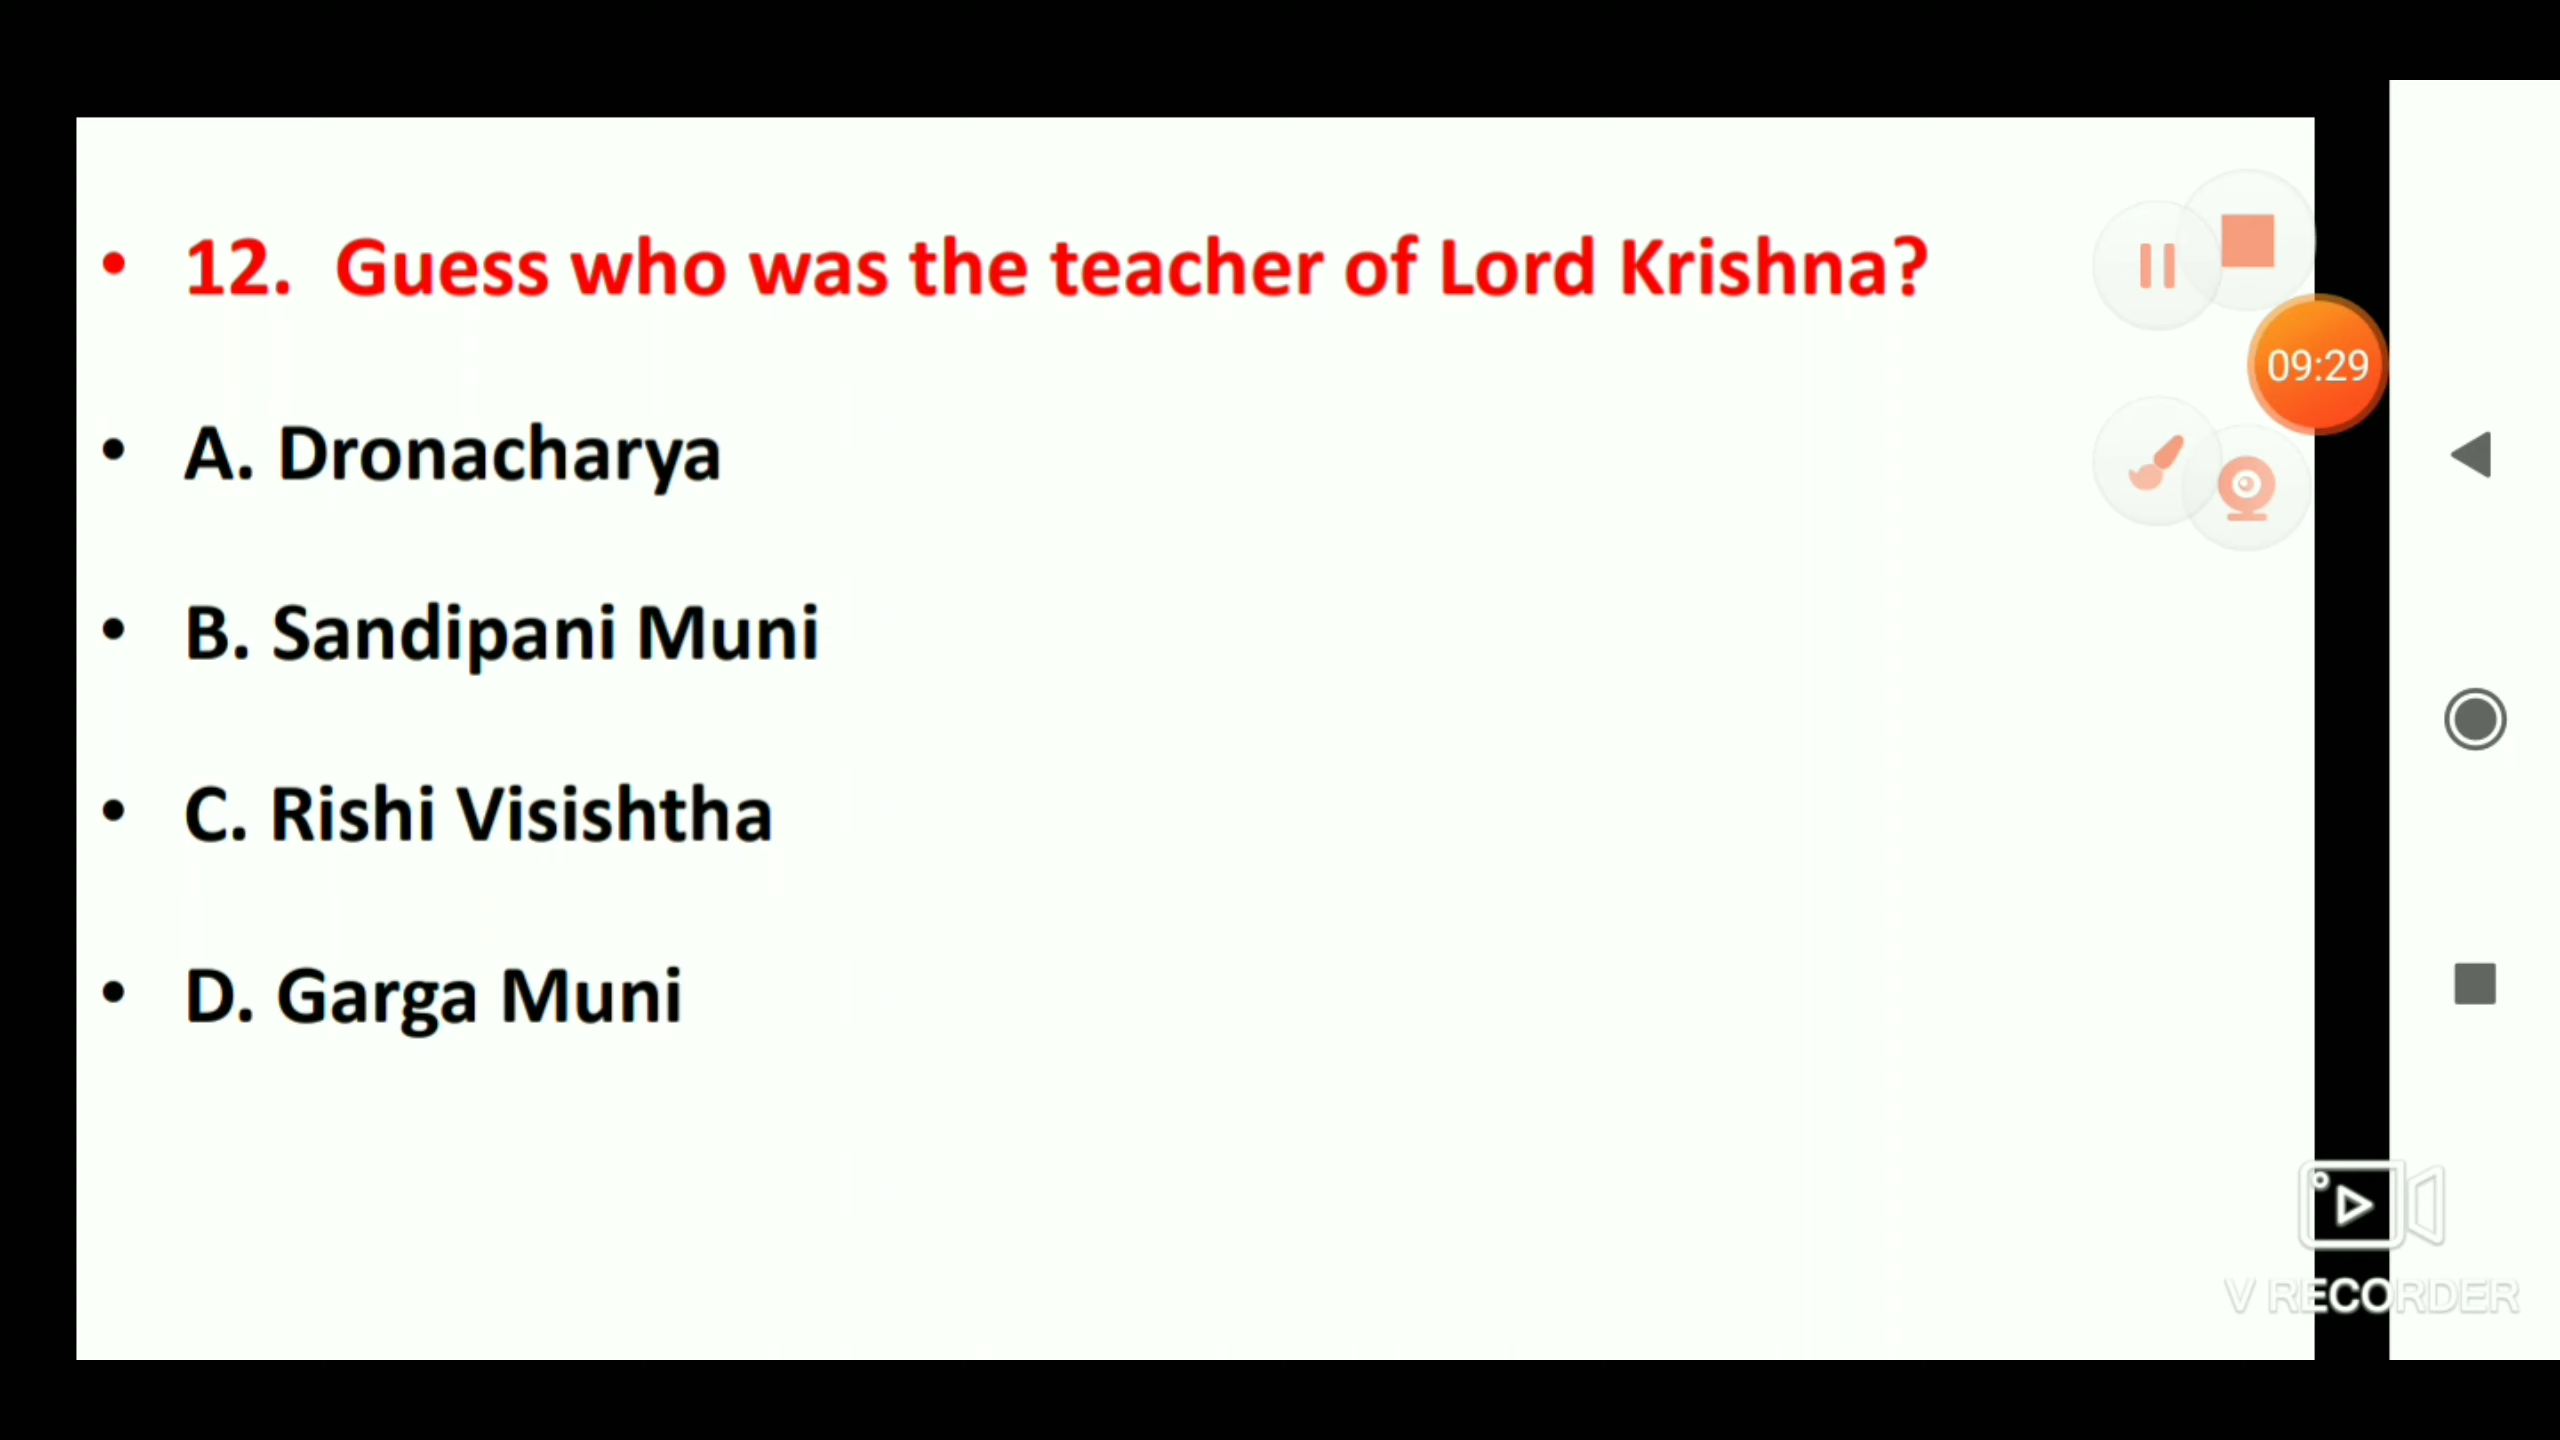 • 12. Guess who was the teacher of Lord Krishna?
• A. Dronacharya
• B. Sandipani Muni
• C. Rishi Visishtha
• D. Garga Muni
09:29
V RECORDER